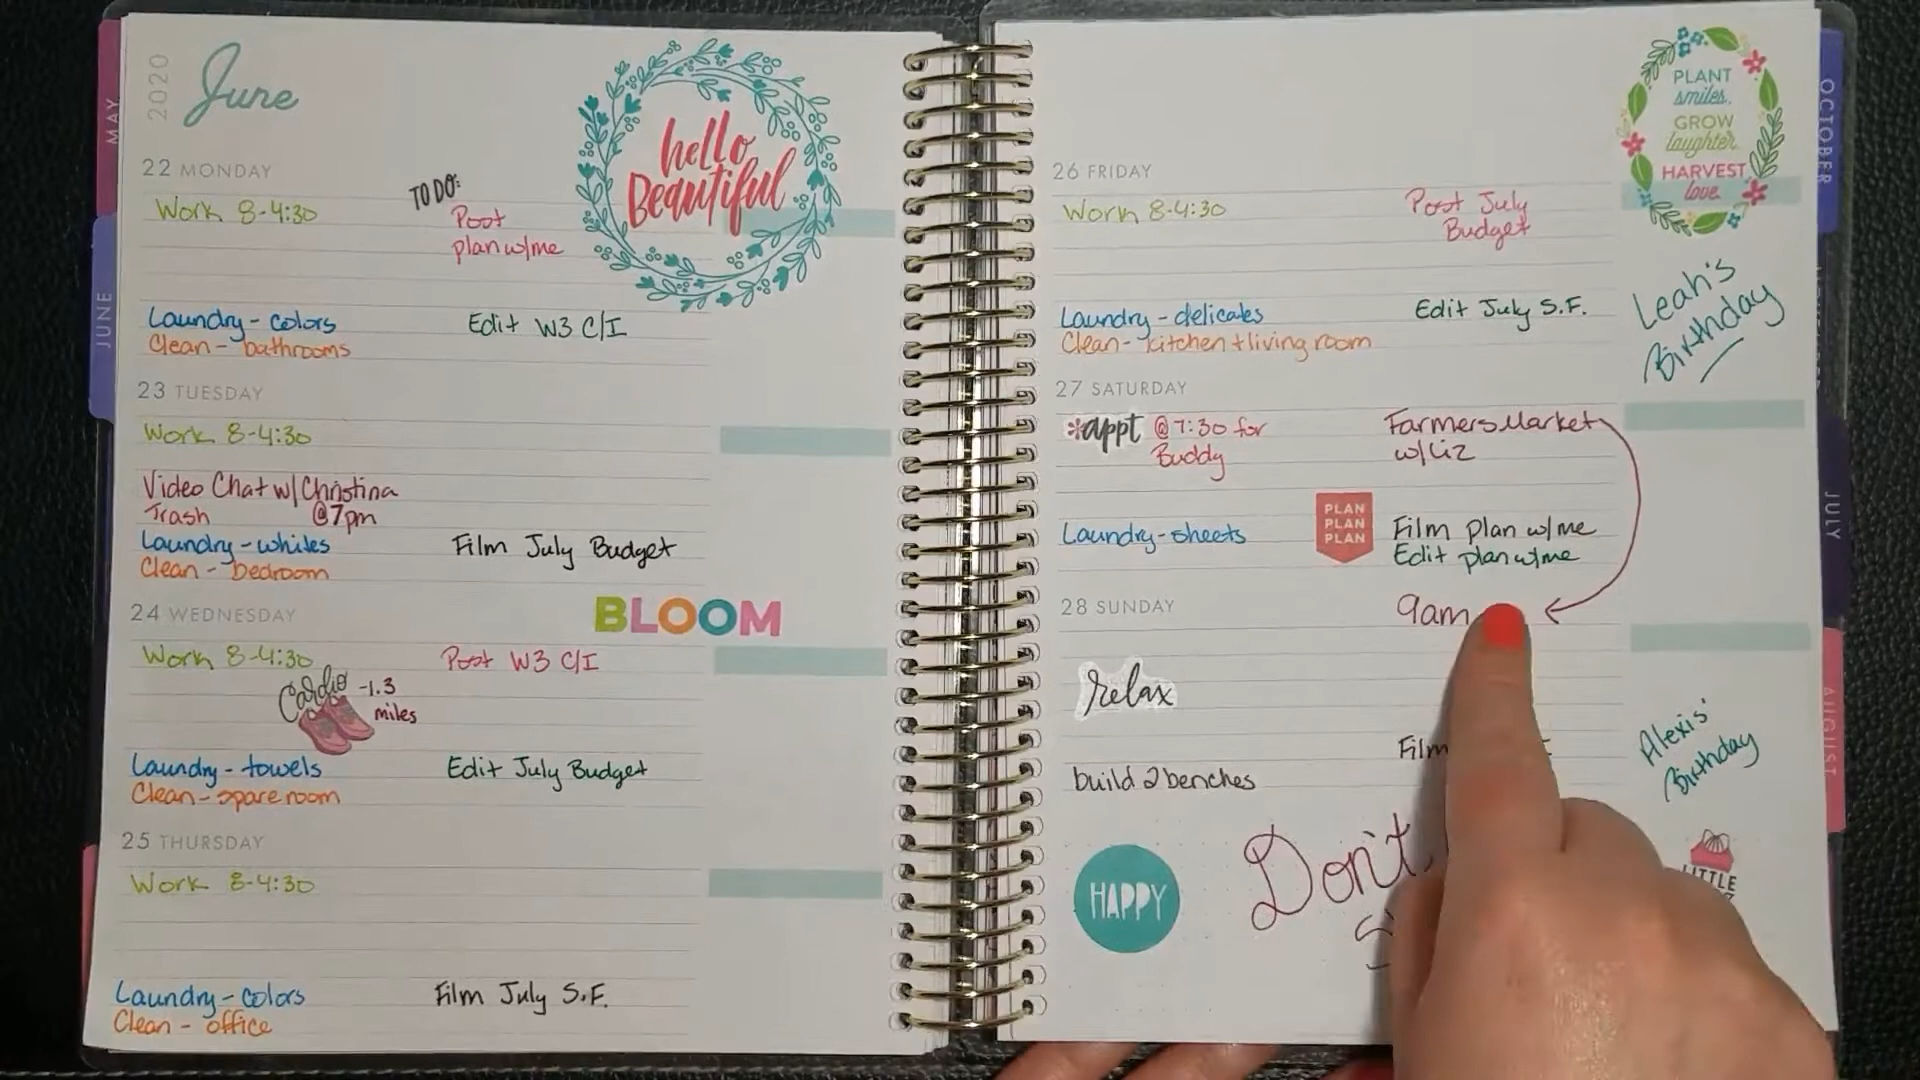 MAY
JUNE
2020
June
hello
Beautiful
22 MONDAY
TO DO:
Work 8-4:30
Post
plan w/me
Laundry - colors
Edit W3 C/I
Clean - bathrooms
23 TUESDAY
Work 8-4:30
Video Chat w/ Christina
Trash @7pm
Laundry - whites
Film July Budget
Clean - bedroom
24 WEDNESDAY
BLOOM
Work 8-4:30
Post W3 C/I
Cardio -1.3
miles
Laundry - towels
Edit July Budget
Clean - spare room
25 THURSDAY
Work 8-4:30
Laundry - colors
Film July S.F.
Clean - office
PLANT
smiles.
GROW
laughter.
HARVEST
love.
26 FRIDAY
Work 8-4:30
Post July
Budget
Leah's
Birthday
Laundry - delicates
Edit July S.F.
Clean - kitchen + living room
27 SATURDAY
*appt @ 7:30 for
Buddy
Farmers Market
w/ Liz
PLAN
PLAN
PLAN
Laundry - sheets
Film plan w/me
Edit plan w/me
28 SUNDAY
9am
relax
Film
build 2 benches
Alexis'
Birthday
HAPPY
Don't
LITTLE
OCTOBER
JULY
AUGUST